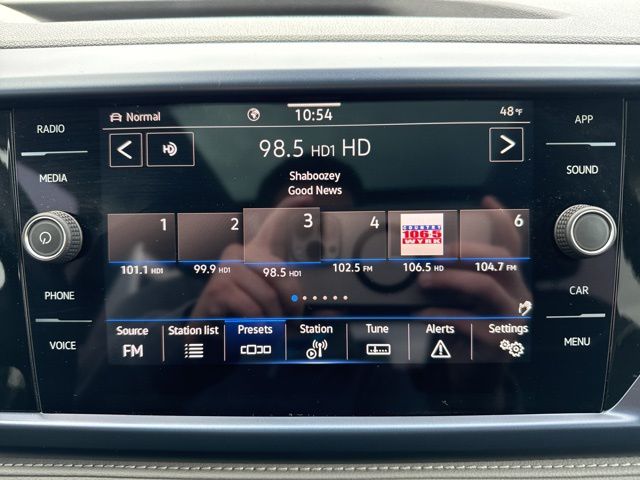 RADIO
MEDIA
PHONE
VOICE
Normal
10:54
48°F
98.5 HD1 HD
Shaboozey
Good News
1
2
3
4
COUNTRY
106.5
WYRK
6
101.1 HD1
99.9 HD1
98.5 HD1
102.5 FM
106.5 HD
104.7 FM
Source
FM
Station list
Presets
Station
Tune
Alerts
Settings
APP
SOUND
CAR
MENU